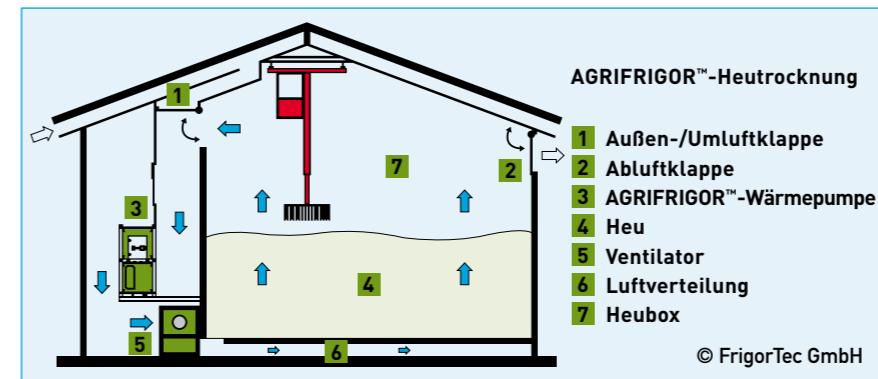 AGRIFRIGOR™-Heutrocknung
1 Außen-/Umluftklappe
2 Abluftklappe
3 AGRIFRIGOR™-Wärmepumpe
4 Heu
5 Ventilator
6 Luftverteilung
7 Heubox
© FrigorTec GmbH
1
2
7
3
4
5
6